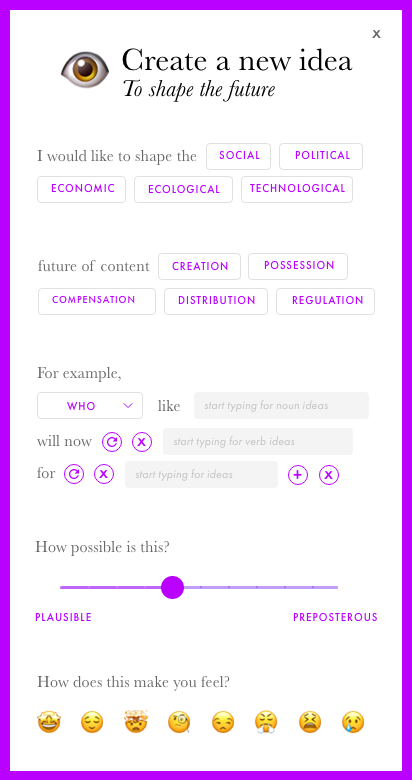 x
Create a new idea
To shape the future
I would like to shape the SOCIAL POLITICAL
ECONOMIC ECOLOGICAL TECHNOLOGICAL
future of content CREATION POSSESSION
COMPENSATION DISTRIBUTION REGULATION
For example,
WHO like start typing for noun ideas
will now X start typing for verb ideas
for X start typing for ideas + X
How possible is this?
PLAUSIBLE PREPOSTEROUS
How does this make you feel?